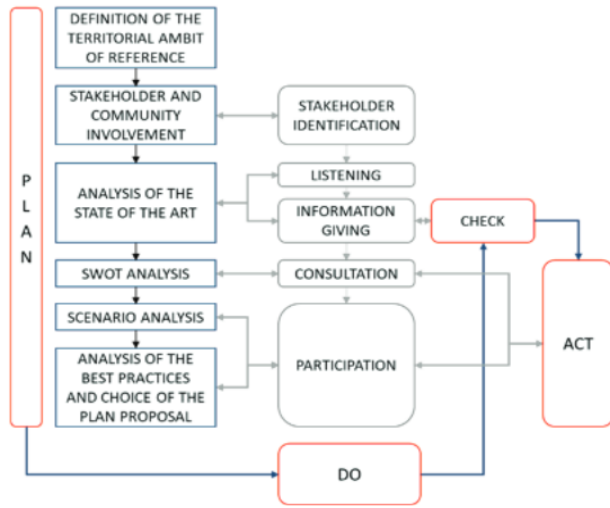 P
L
A
N
DEFINITION OF THE
TERRITORIAL AMBIT
OF REFERENCE
STAKEHOLDER AND
COMMUNITY
INVOLVEMENT
STAKEHOLDER
IDENTIFICATION
ANALYSIS OF THE
STATE OF THE ART
LISTENING
INFORMATION
GIVING
CHECK
SWOT ANALYSIS
CONSULTATION
SCENARIO ANALYSIS
ANALYSIS OF THE
BEST PRACTICES
AND CHOICE OF THE
PLAN PROPOSAL
PARTICIPATION
ACT
DO